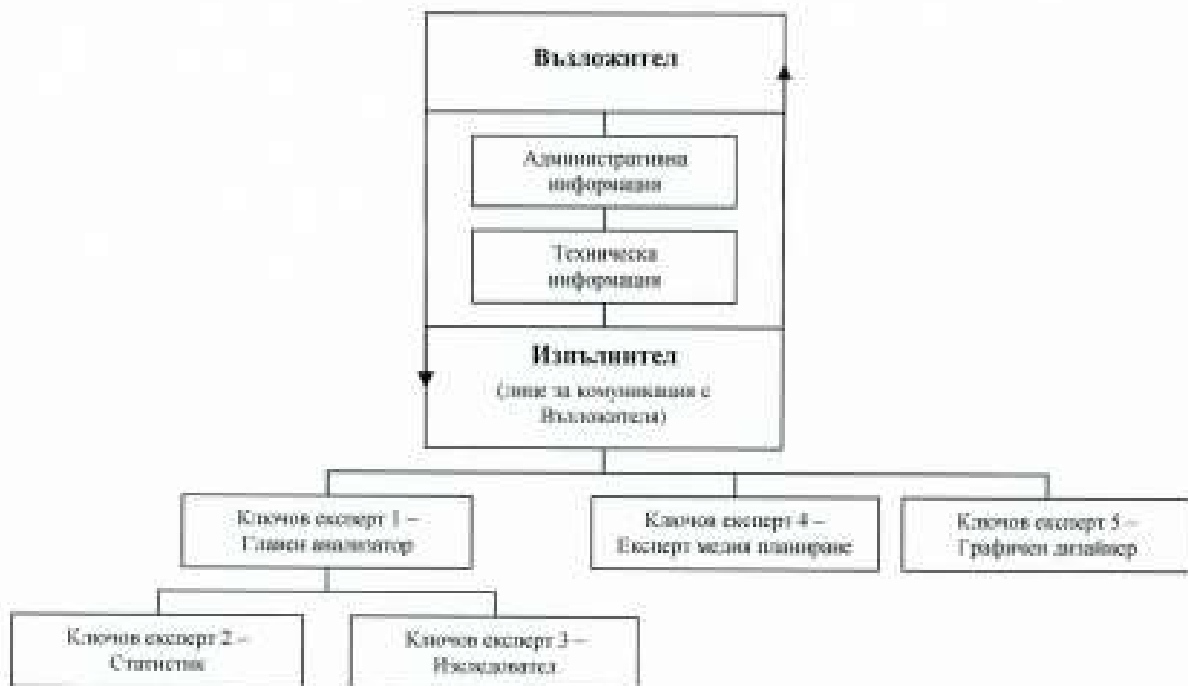 Възложител
Административна
информация
Техническа
информация
Изпълнител
(лице за комуникация с
Възложителя)
Ключов експерт 1 –
Главен анализатор
Ключов експерт 4 –
Експерт медия планиране
Ключов експерт 5 –
Графичен дизайнер
Ключов експерт 2 –
Статистик
Ключов експерт 3 –
Изследовател